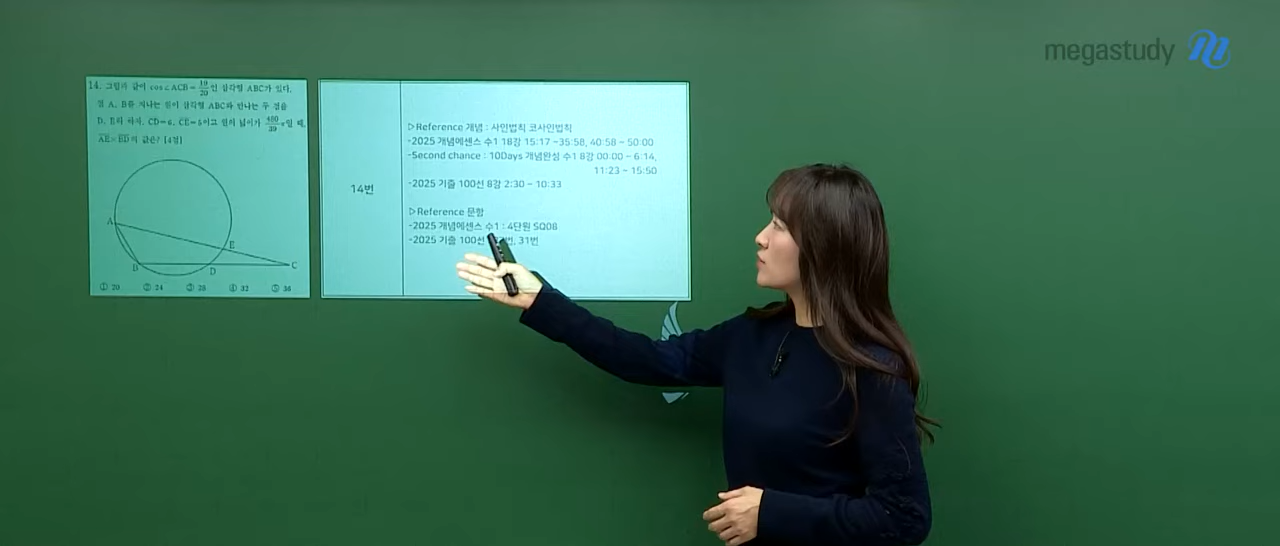 megastudy
14. 그림과 같이 cos∠ACB=19/20인 삼각형 ABC가 있다.
점 A, B를 지나는 원이 삼각형 ABC와 만나는 두 점을
D, E라 하자. CD=6, CE=5이고 원의 넓이가 π일 때,
AE×BD의 값은? [4점]
A
E
B
D
C
① 20 ② 24 ③ 28 ④ 32 ⑤ 36
14번
▷Reference 개념 : 사인법칙 코사인법칙
-2025 개념에센스 수1 18강 15:17 ~35:58, 40:58 ~ 50:00
-Second chance : 10Days 개념완성 수1 8강 00:00 ~ 6:14,
11:23 ~ 15:50
-2025 기출 100선 8강 2:30 ~ 10:33
▷Reference 문항
-2025 개념에센스 수1 : 4단원 SQ08
-2025 기출 100선 번, 31번